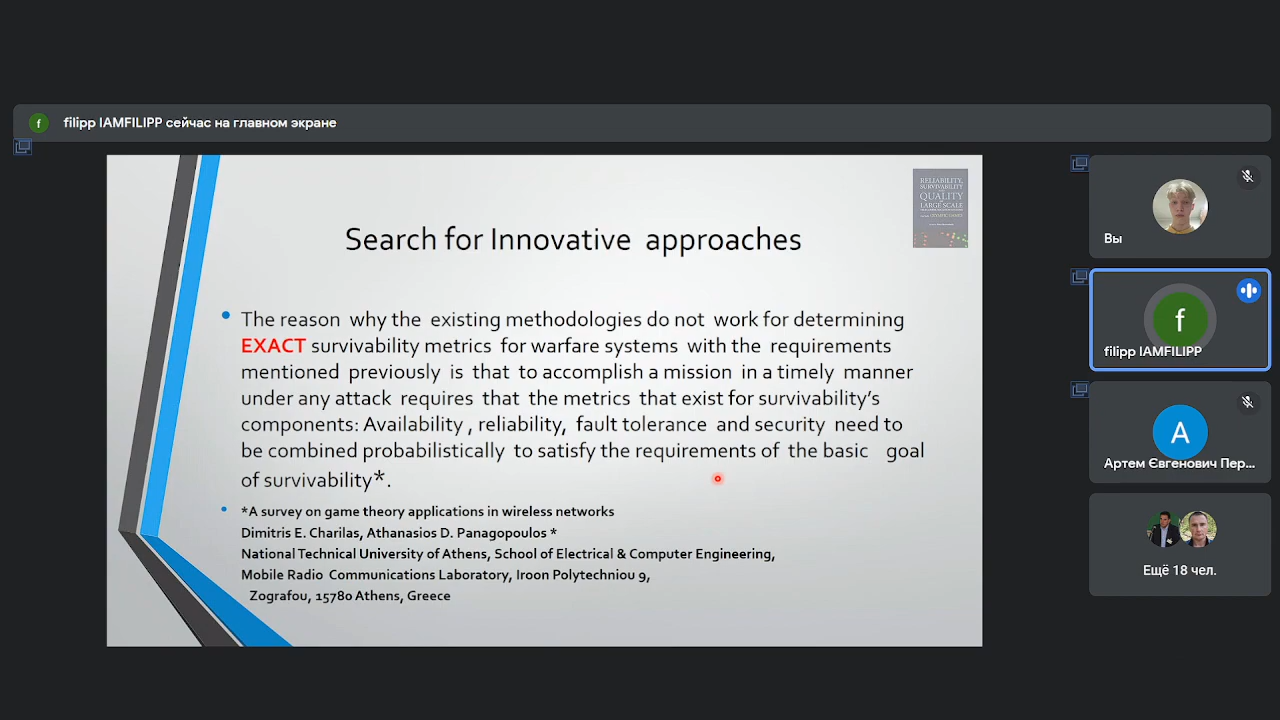 filipp IAMFILIPP сейчас на главном экране
Search for Innovative approaches
RELIABILITY,
SURVIVABILITY
QUALITY
LARGE SCALE
The reason why the existing methodologies do not work for determining
EXACT survivability metrics for warfare systems with the requirements
mentioned previously is that to accomplish a mission in a timely manner
under any attack requires that the metrics that exist for survivability’s
components: Availability , reliability, fault tolerance and security need to
be combined probabilistically to satisfy the requirements of the basic goal
of survivability*.
*A survey on game theory applications in wireless networks
Dimitris E. Charilas, Athanasios D. Panagopoulos *
National Technical University of Athens, School of Electrical & Computer Engineering,
Mobile Radio Communications Laboratory, Iroon Polytechniou 9,
Zografou, 15780 Athens, Greece
Вы
f
filipp IAMFILIPP
А
Артем Євгенович Пер...
Ещё 18 чел.